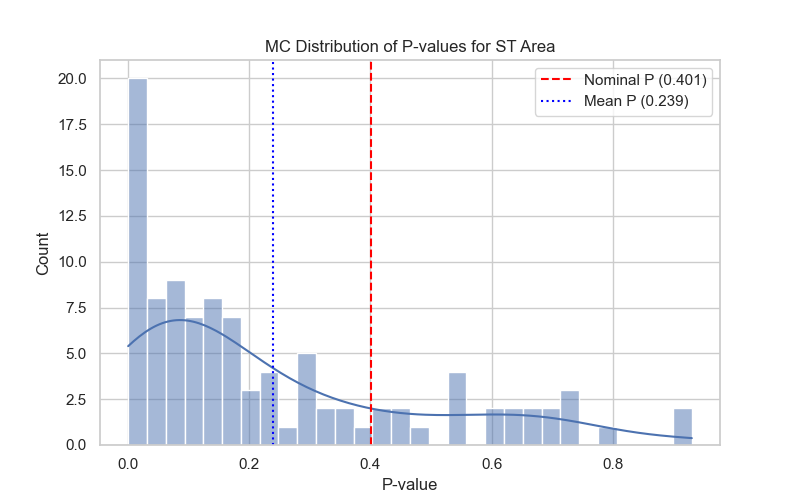 MC Distribution of P-values for ST Area
Nominal P (0.401)
Mean P (0.239)
20.0
17.5
15.0
12.5
10.0
7.5
5.0
2.5
0.0
Count
0.0 0.2 0.4 0.6 0.8
P-value